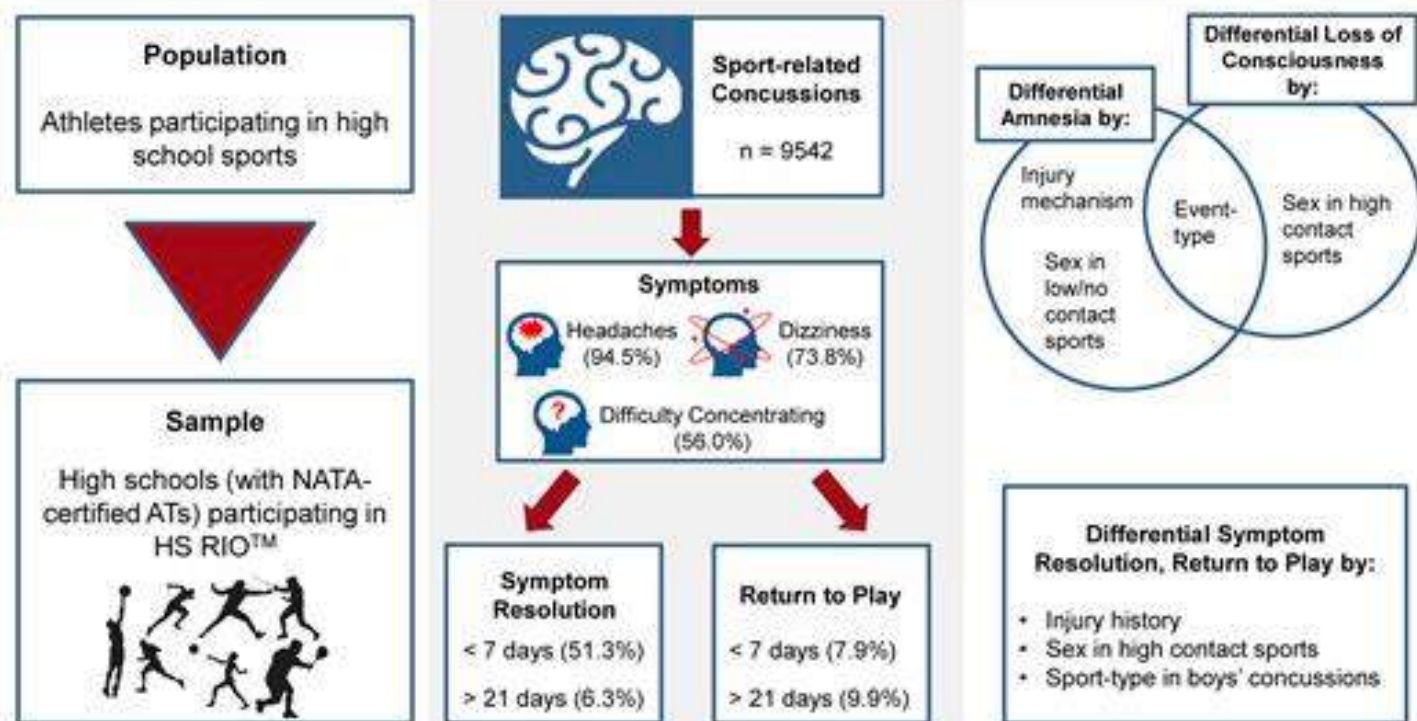 Population
Athletes participating in high
school sports
Sample
High schools (with NATA-
certified ATs) participating in
HS RIO™
Sport-related
Concussions
n = 9542
Symptoms
Headaches
(94.5%)
Dizziness
(73.8%)
?
Difficulty Concentrating
(56.0%)
Symptom
Resolution
< 7 days (51.3%)
> 21 days (6.3%)
Return to Play
< 7 days (7.9%)
> 21 days (9.9%)
Differential
Amnesia by:
Differential Loss of
Consciousness
by:
Injury
mechanism
Sex in
low/no
contact
sports
Event-
type
Sex in high
contact
sports
Differential Symptom
Resolution, Return to Play by:
• Injury history
• Sex in high contact sports
• Sport-type in boys' concussions